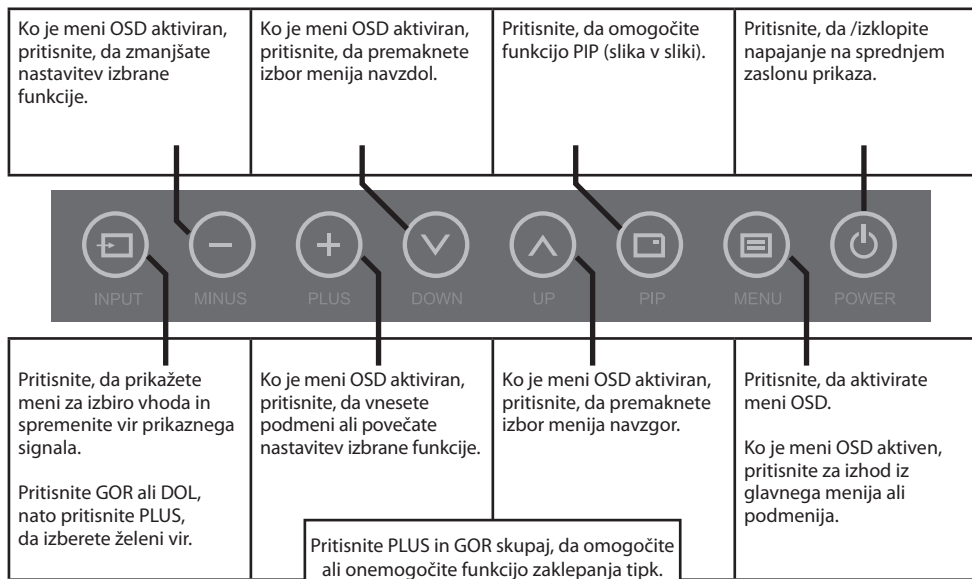 Ko je meni OSD aktiviran,
pritisnite, da zmanjšate
nastavitev izbrane
funkcije.
Ko je meni OSD aktiviran,
pritisnite, da premaknete
izbor menija navzdol.
Pritisnite, da omogočite
funkcijo PIP (slika v sliki).
Pritisnite, da /izklopite
napajanje na sprednjem
zaslonu prikaza.
INPUT
MINUS
PLUS
DOWN
UP
PIP
MENU
POWER
Pritisnite, da prikažete
meni za izbiro vhoda in
spremenite vir prikaznega
signala.
Pritisnite GOR ali DOL,
nato pritisnite PLUS,
da izberete želeni vir.
Ko je meni OSD aktiviran,
pritisnite, da vnesete
podmeni ali povečate
nastavitev izbrane funkcije.
Ko je meni OSD aktiviran,
pritisnite, da premaknete
izbor menija navzgor.
Pritisnite, da aktivirate
meni OSD.
Ko je meni OSD aktiven,
pritisnite za izhod iz
glavnega menija ali
podmenija.
Pritisnite PLUS in GOR skupaj, da omogočite
ali onemogočite funkcijo zaklepanja tipk.